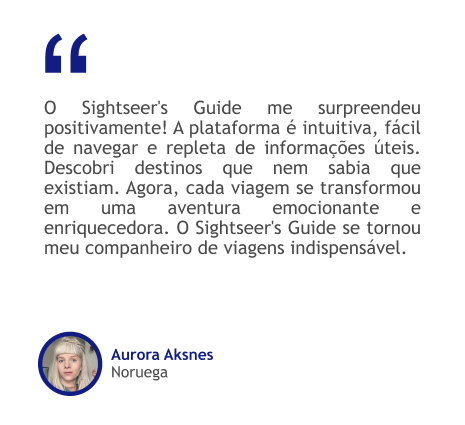 “
O Sightseer's Guide me surpreendeu
positivamente! A plataforma é intuitiva, fácil
de navegar e repleta de informações úteis.
Descobri destinos que nem sabia que
existiam. Agora, cada viagem se transformou
em uma aventura emocionante e
enriquecedora. O Sightseer's Guide se tornou
meu companheiro de viagens indispensável.
Aurora Aksnes
Noruega